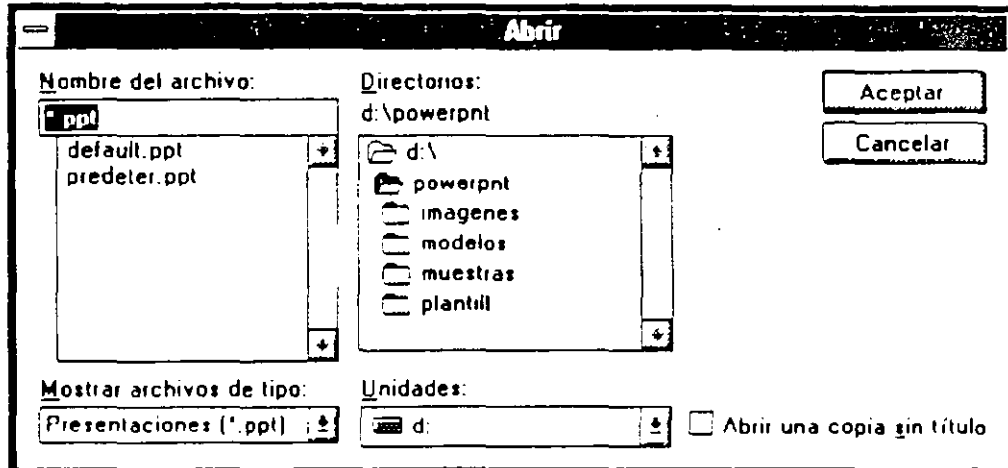 Abrir
Nombre del archivo:
*.ppt
default.ppt
predeter.ppt
Directorios:
d:\powerpnt
d:\
powerpnt
imagenes
modelos
muestras
plantill
Aceptar
Cancelar
Mostrar archivos de tipo:
Presentaciones (*.ppt)
Unidades:
d:
Abrir una copia sin título